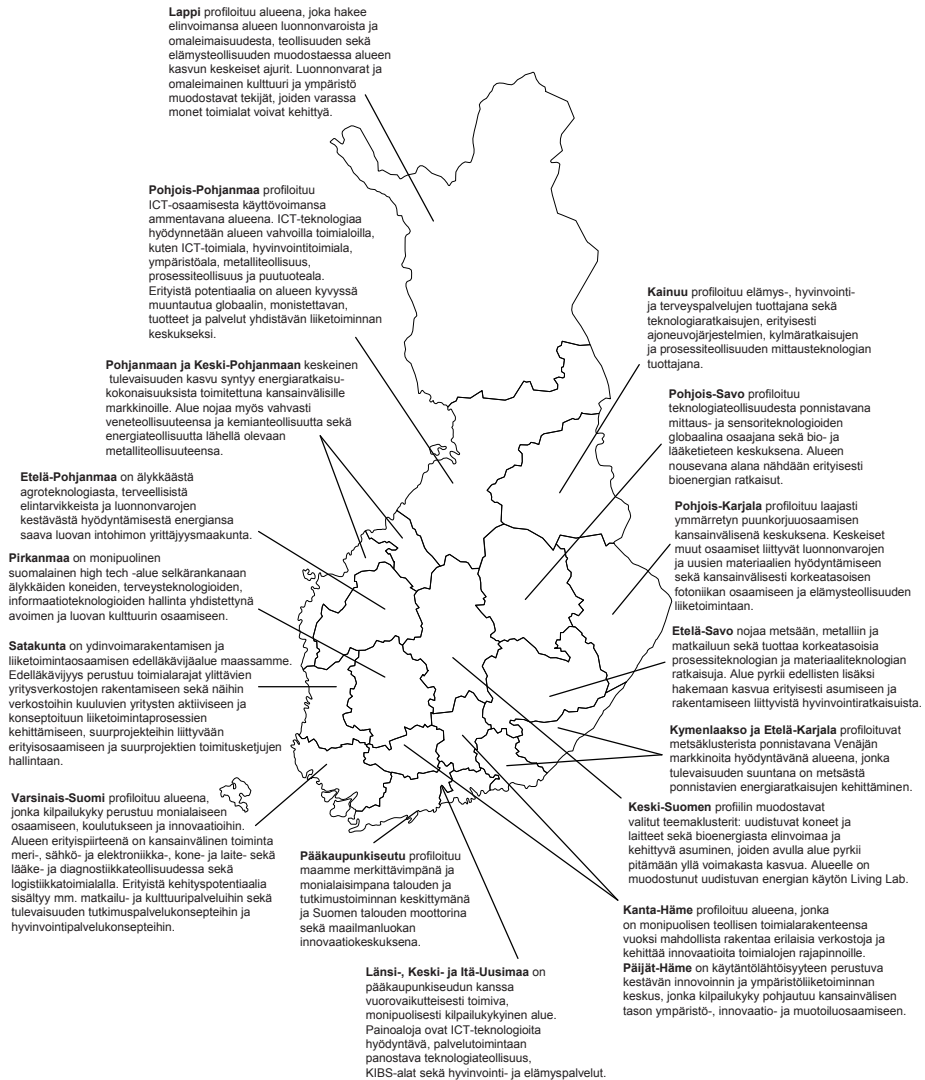 Lappi profiloituu alueena, joka hakee
elinvoimansa alueen luonnonvaroista ja
omaleimaisuudesta, teollisuuden sekä
elämysteollisuuden muodostaessa alueen
kasvun keskeiset ajurit. Luonnonvarat ja
omaleimainen kulttuuri ja ympäristö
muodostavat tekijät, joiden varassa
monet toimialat voivat kehittyä.
Pohjois-Pohjanmaa profiloituu
ICT-osaamisesta käyttövoimansa
ammentavana alueena. ICT-teknologiaa
hyödynnetään alueen vahvoilla toimialoilla,
kuten ICT-toimiala, hyvinvointitoimiala,
ympäristöala, metalliteollisuus,
prosessiteollisuus ja puutuoteala.
Erityistä potentiaalia on alueen kyvyssä
muuntautua globaalin, monistettavan,
tuotteet ja palvelut yhdistävän liiketoiminnan
keskukseksi.
Pohjanmaan ja Keski-Pohjanmaan keskeinen
tulevaisuuden kasvu syntyy energiaratkaisu-
kokonaisuuksista toimitettuna kansainvälisille
markkinoille. Alue nojaa myös vahvasti
veneteollisuuteensa ja kemianteollisuutta sekä
energiateollisuutta lähellä olevaan
metalliteollisuuteensa.
Etelä-Pohjanmaa on älykkäästä
agroteknologiasta, terveellisistä
elintarvikkeista ja luonnonvarojen
kestävästä hyödyntämisestä energiansa
saava luovan intohimon yrittäjyysmaakunta.
Pirkanmaa on monipuolinen
suomalainen high tech -alue selkärankanaan
älykkäiden koneiden, terveysteknologioiden,
informaatioteknologioiden hallinta yhdistettynä
avoimen ja luovan kulttuurin osaamiseen.
Satakunta on ydinvoimarakentamisen ja
liiketoimintaosaamisen edelläkävijäalue maassamme.
Edelläkävijyys perustuu toimialarajat ylittävien
yritysverkostojen rakentamiseen sekä näihin
verkostoihin kuuluvien yritysten aktiiviseen ja
konseptoituun liiketoimintaprosessien
kehittämiseen, suurprojekteihin liittyvään
erityisosaamiseen ja suurprojektien toimitusketjujen
hallintaan.
Varsinais-Suomi profiloituu alueena,
jonka kilpailukyky perustuu monialaiseen
osaamiseen, koulutukseen ja innovaatioihin.
Alueen erityispiirteenä on kansainvälinen toiminta
meri-, sähkö- ja elektroniikka-, kone- ja laite- sekä
lääke- ja diagnostiikkateollisuudessa sekä
logistiikkatoimialalla. Erityistä kehityspotentiaalia
sisältyy mm. matkailu- ja kulttuuripalveluihin sekä
tulevaisuuden tutkimuspalvelukonsepteihin ja
hyvinvointipalvelukonsepteihin.
Pääkaupunkiseutu profiloituu
maamme merkittävimpänä ja
monialaisimpana talouden ja
tutkimustoiminnan keskittymänä
ja Suomen talouden moottorina
sekä maailmanluokan
innovaatiokeskuksena.
Länsi-, Keski- ja Itä-Uusimaa on
pääkaupunkiseudun kanssa
vuorovaikutteisesti toimiva,
monipuolisesti kilpailukykyinen alue.
Painoaloja ovat ICT-teknologioita
hyödyntävä, palvelutoimintaan
panostava teknologiateollisuus,
KIBS-alat sekä hyvinvointi- ja elämyspalvelut.
Kainuu profiloituu elämys-, hyvinvointi-
ja terveyspalvelujen tuottajana sekä
teknologiaratkaisujen, erityisesti
ajoneuvojärjestelmien, kylmäratkaisujen
ja prosessiteollisuuden mittausteknologian
tuottajana.
Pohjois-Savo profiloituu
teknologiateollisuudesta ponnistavana
mittaus- ja sensoriteknologioiden
globaalina osaajana sekä bio- ja
lääketieteen keskuksena. Alueen
nousevana alana nähdään erityisesti
bioenergian ratkaisut.
Pohjois-Karjala profiloituu laajasti
ymmärretyn puunkorjuuosaamisen
kansainvälisenä keskuksena. Keskeiset
muut osaamiset liittyvät luonnonvarojen
ja uusien materiaalien hyödyntämiseen
sekä kansainvälisesti korkeatasoisen
fotoniikan osaamiseen ja elämysteollisuuden
liiketoimintaan.
Etelä-Savo nojaa metsään, metalliin ja
matkailuun sekä tuottaa korkeatasoisia
prosessiteknologian ja materiaaliteknologian
ratkaisuja. Alue pyrkii edellisten lisäksi
hakemaan kasvua erityisesti asumiseen ja
rakentamiseen liittyvistä hyvinvointiratkaisuista.
Kymenlaakso ja Etelä-Karjala profiloituvat
metsäklusterista ponnistavana Venäjän
markkinoita hyödyntävänä alueena, jonka
tulevaisuuden suuntana on metsästä
ponnistavien energiaratkaisujen kehittäminen.
Keski-Suomen profiilin muodostavat
valitut teemaklusterit: uudistuvat koneet ja
laitteet sekä bioenergiasta elinvoimaa ja
kehittyvä asuminen, joiden avulla alue pyrkii
pitämään yllä voimakasta kasvua. Alueelle on
muodostunut uudistuvan energian käytön Living Lab.
Kanta-Häme profiloituu alueena, jonka
on monipuolisen teollisen toimialarakenteensa
vuoksi mahdollista rakentaa erilaisia verkostoja ja
kehittää innovaatioita toimialojen rajapinnoille.
Päijät-Häme on käytäntölähtöisyyteen perustuva
kestävän innovoinnin ja ympäristöliiketoiminnan
keskus, jonka kilpailukyky pohjautuu kansainvälisen
tason ympäristö-, innovaatio- ja muotoiluosaamiseen.